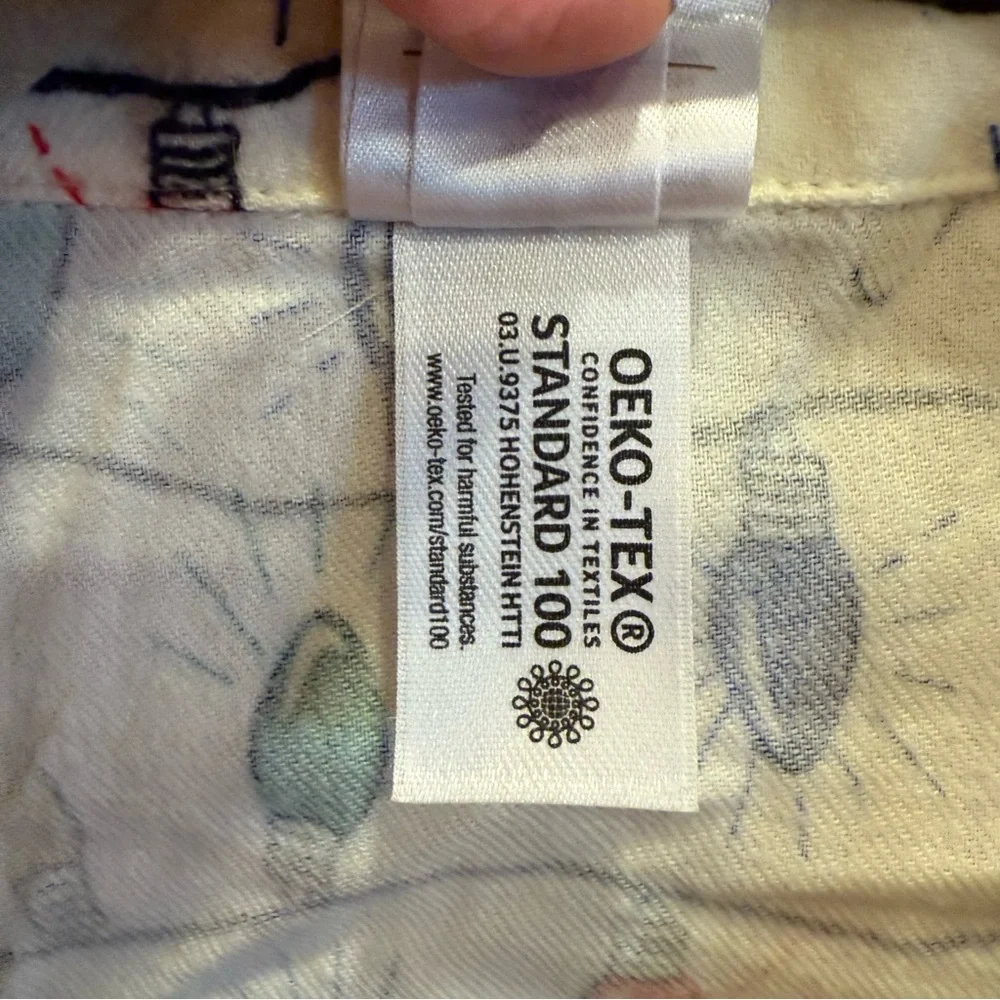 OEKO-TEX®
CONFIDENCE IN TEXTILES
STANDARD 100
03.U.9375 HOHENSTEIN HTTI
Tested for harmful substances.
www.oeko-tex.com/standard100